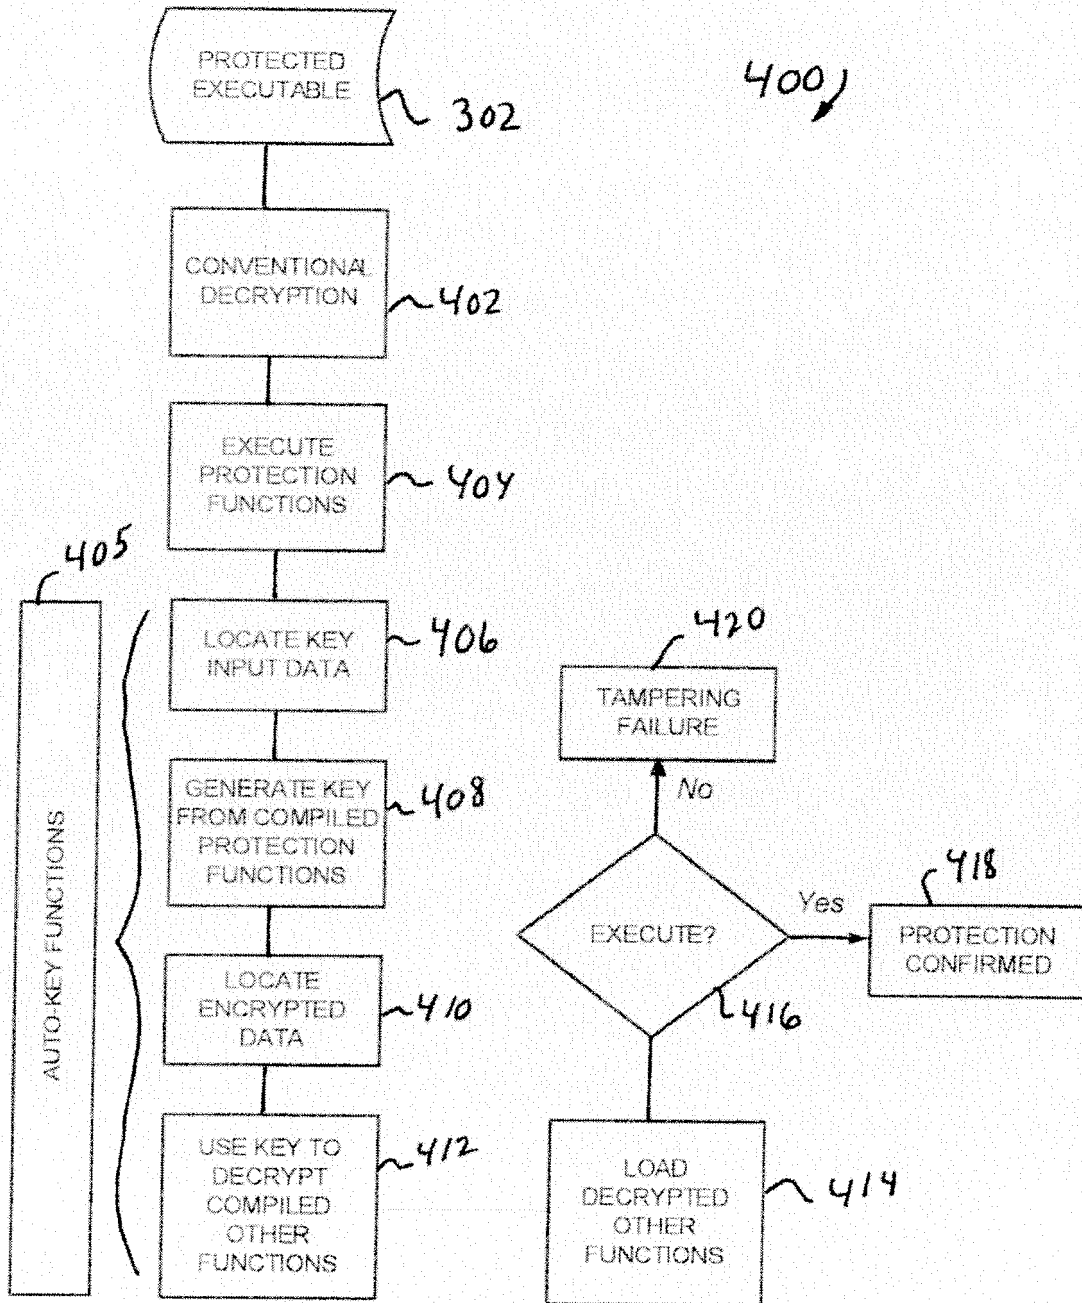 PROTECTED
EXECUTABLE
302
400
CONVENTIONAL
DECRYPTION
402
EXECUTE
PROTECTION
FUNCTIONS
404
405
AUTO-KEY FUNCTIONS
LOCATE KEY
INPUT DATA
406
GENERATE KEY
FROM COMPILED
PROTECTION
FUNCTIONS
408
LOCATE
ENCRYPTED
DATA
410
USE KEY TO
DECRYPT
COMPILED
OTHER
FUNCTIONS
412
420
TAMPERING
FAILURE
No
EXECUTE?
416
Yes
418
PROTECTION
CONFIRMED
LOAD
DECRYPTED
OTHER
FUNCTIONS
414